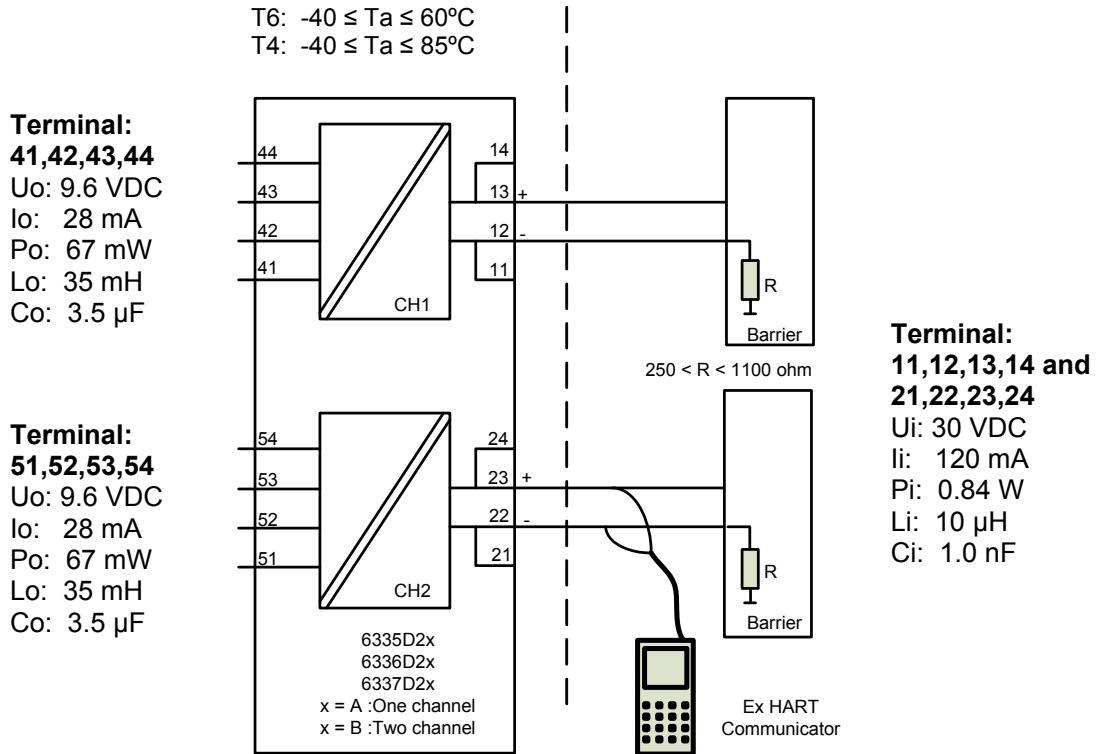 T6: -40 ≤ Ta ≤ 60ºC
T4: -40 ≤ Ta ≤ 85ºC
Terminal:
41,42,43,44
Uo: 9.6 VDC
Io: 28 mA
Po: 67 mW
Lo: 35 mH
Co: 3.5 µF
44
43
42
41
CH1
14
13 +
12 -
11
R
Barrier
250 < R < 1100 ohm
Terminal:
51,52,53,54
Uo: 9.6 VDC
Io: 28 mA
Po: 67 mW
Lo: 35 mH
Co: 3.5 µF
54
53
52
51
CH2
24
23 +
22 -
21
R
Barrier
6335D2x
6336D2x
6337D2x
x = A :One channel
x = B :Two channel
Ex HART
Communicator
Terminal:
11,12,13,14 and
21,22,23,24
Ui: 30 VDC
Ii: 120 mA
Pi: 0.84 W
Li: 10 µH
Ci: 1.0 nF